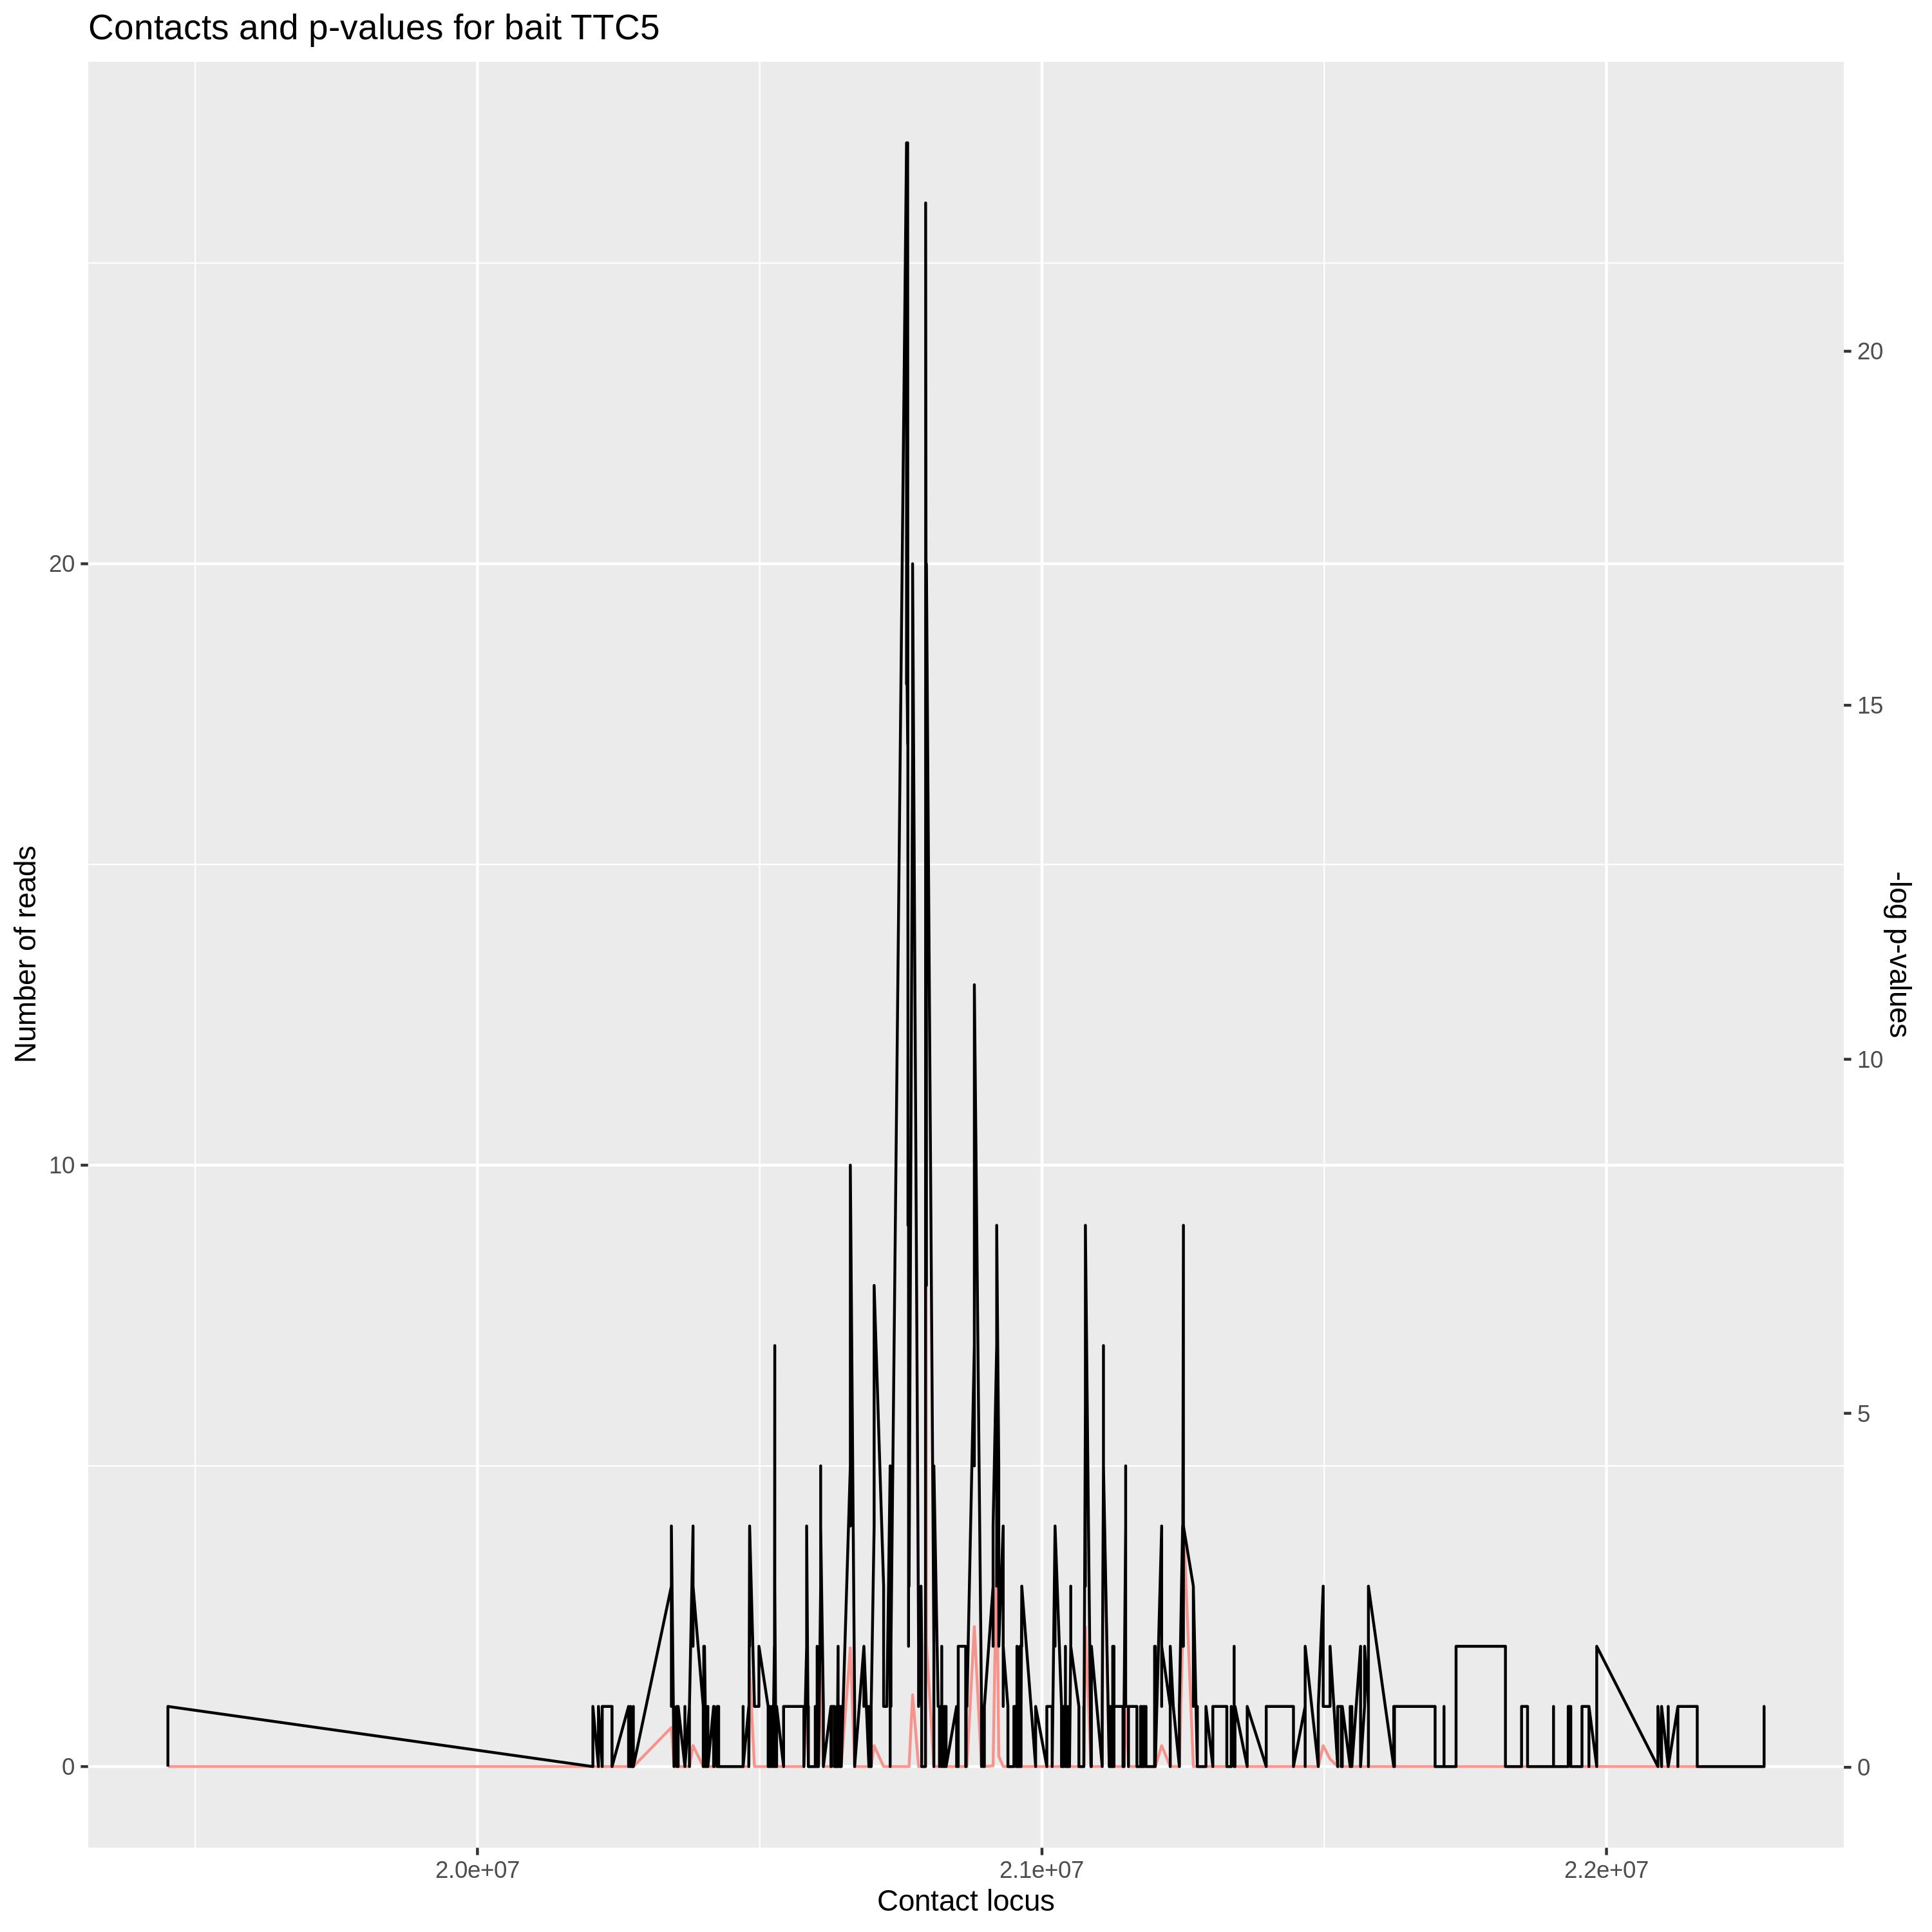 Contacts and p-values for bait TTC5
20
10
0
Number of reads
20
15
10
5
0
-log p-values
2.0e+07
2.1e+07
2.2e+07
Contact locus